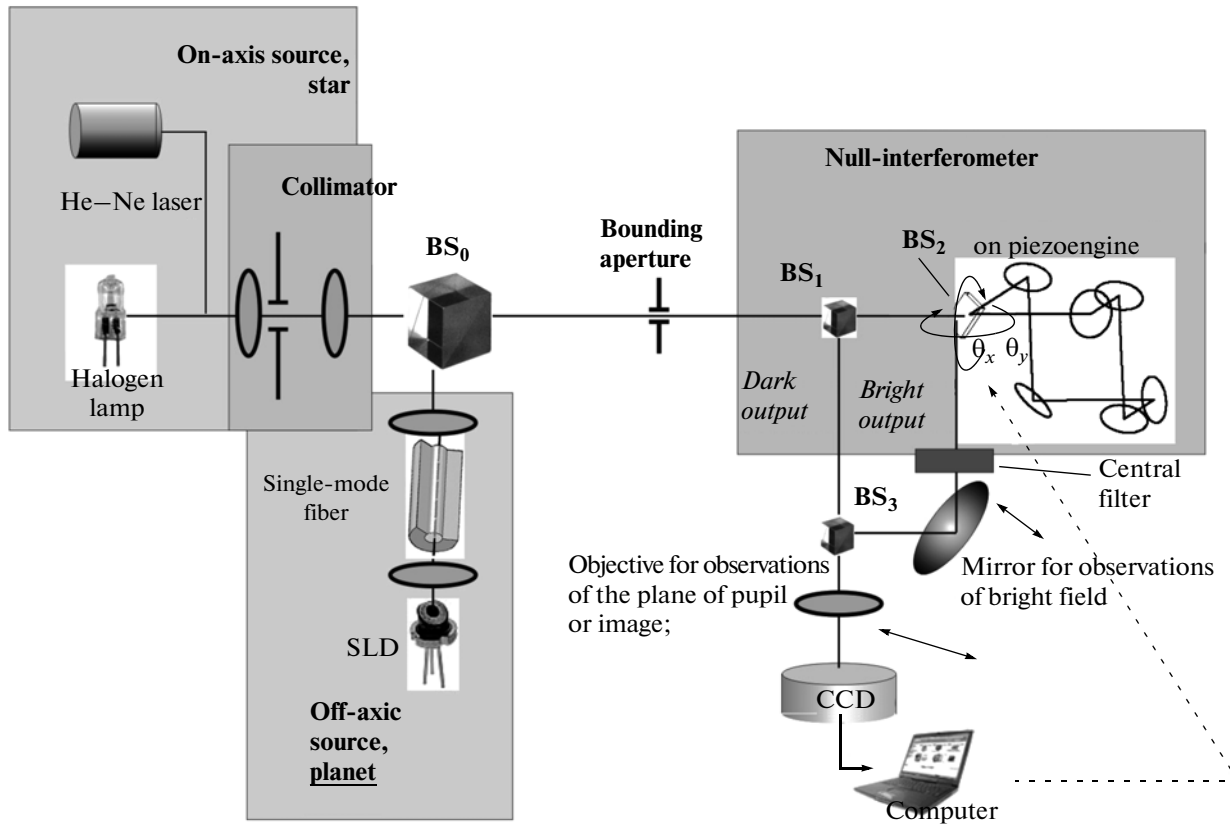 On-axis source,
star
He–Ne laser
Collimator
Halogen
lamp
BS₀
Bounding
aperture
Null-interferometer
BS₁
BS₂
on piezoengine
θₓ θᵧ
Dark
output
Bright
output
Central
filter
BS₃
Single-mode
fiber
Objective for observations
of the plane of pupil
or image;
Mirror for observations
of bright field
SLD
CCD
Off-axic
source,
planet
Computer